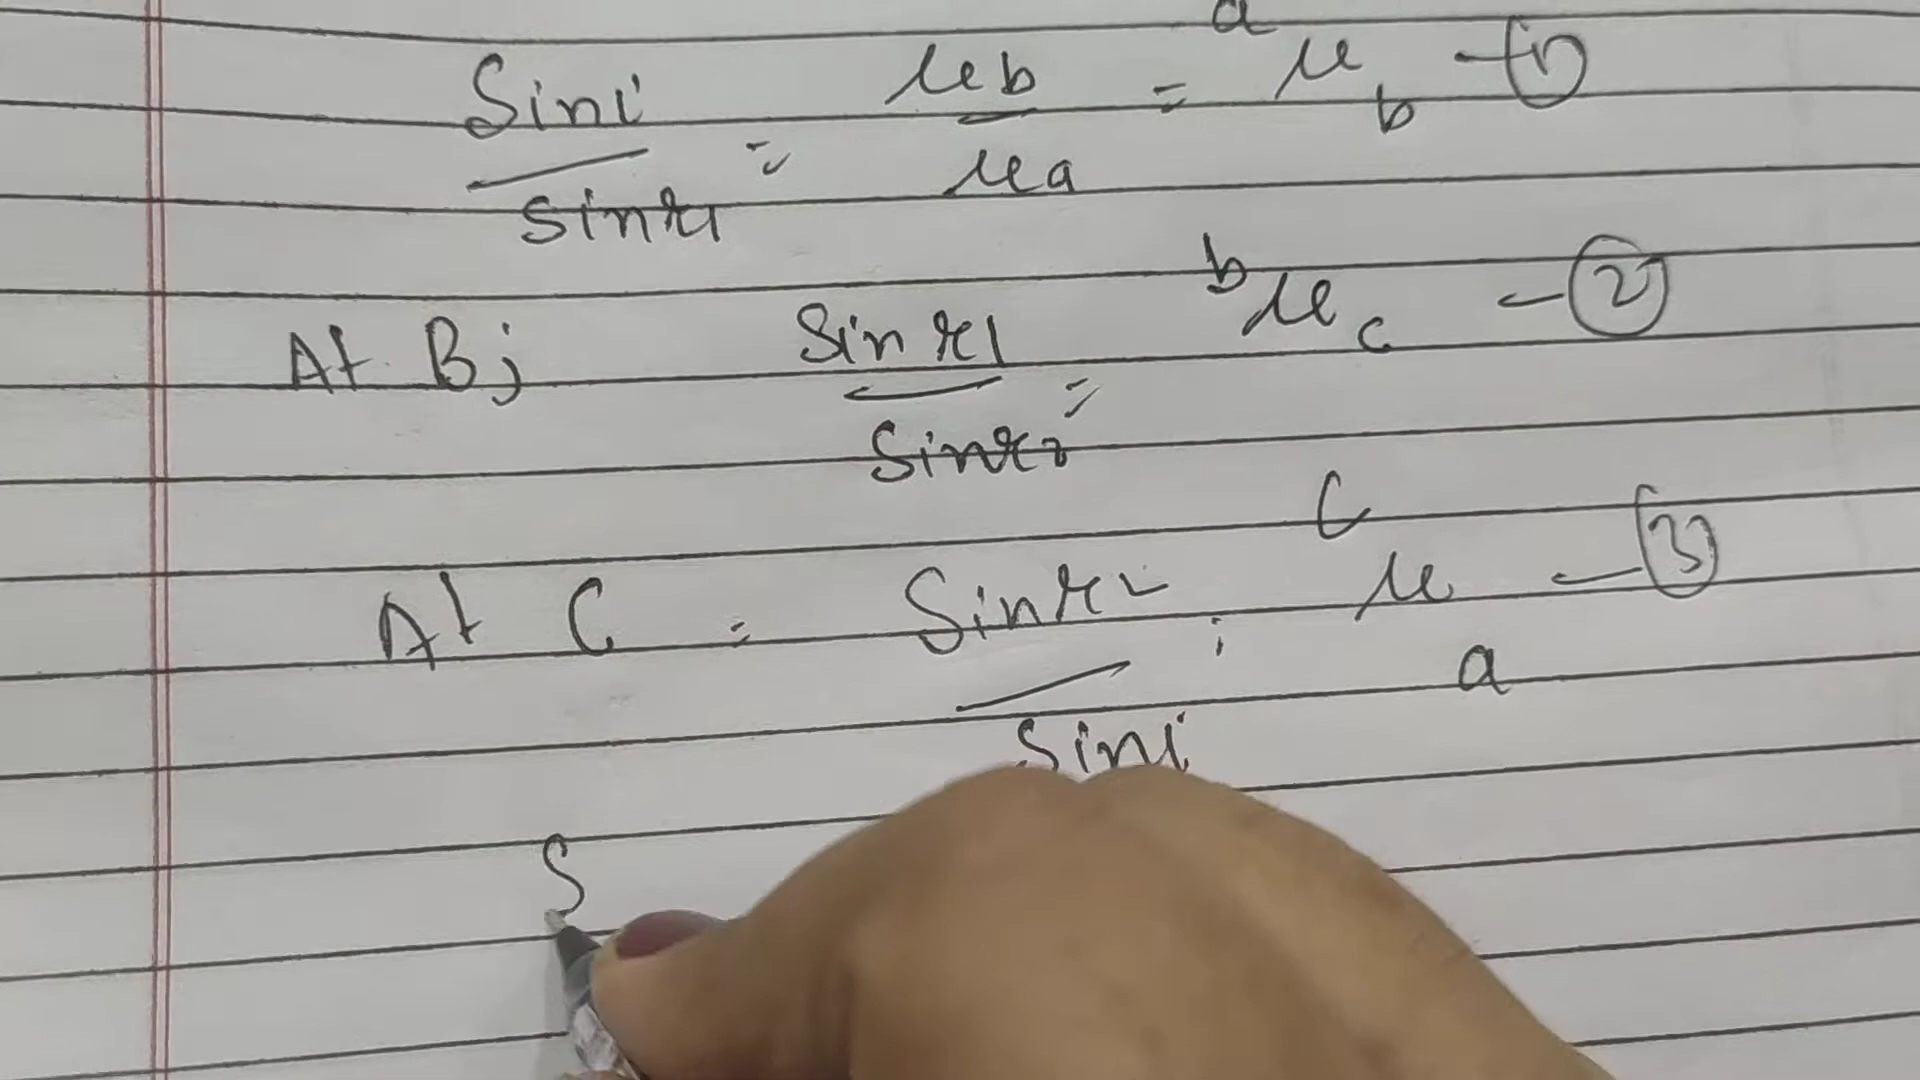 Sini / Sinr1 = μb / μa = aμb - ①
At B; Sinr1 / Sinr2 = bμc - ②
At C = Sinr2 / Sini = cμa - ③
S